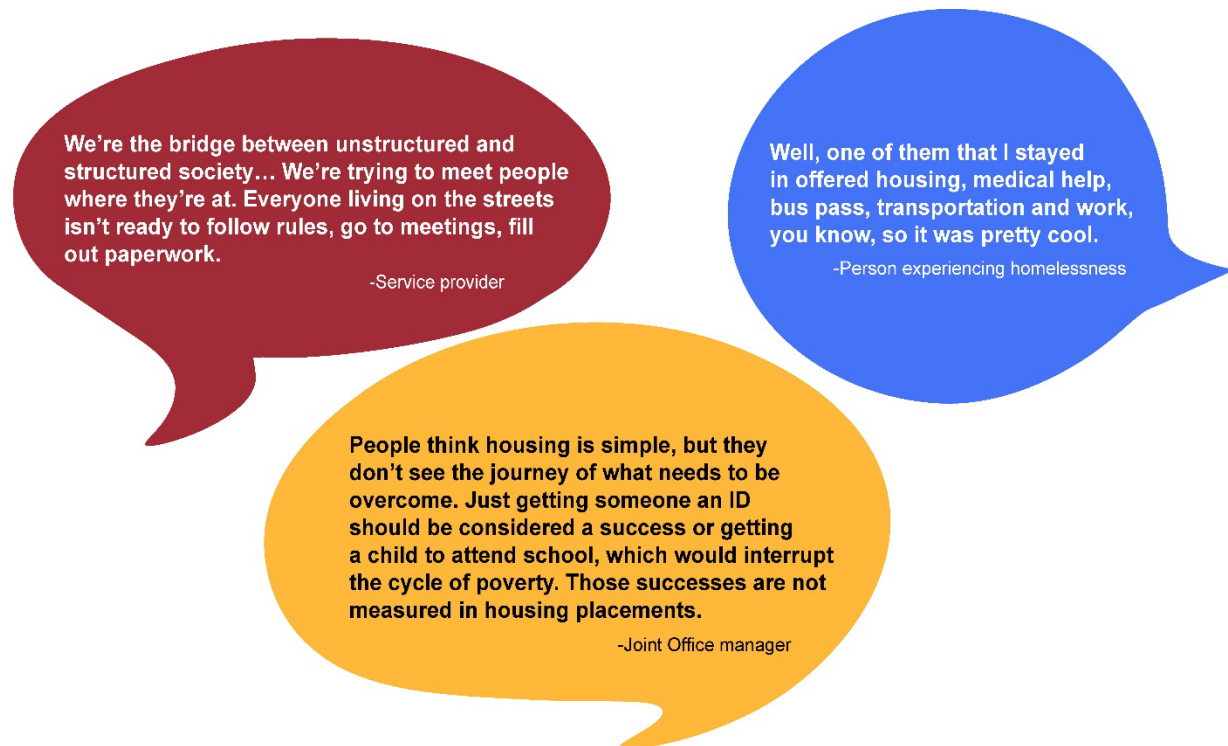 We’re the bridge between unstructured and
structured society… We’re trying to meet people
where they’re at. Everyone living on the streets
isn’t ready to follow rules, go to meetings, fill
out paperwork.
-Service provider
Well, one of them that I stayed
in offered housing, medical help,
bus pass, transportation and work,
you know, so it was pretty cool.
-Person experiencing homelessness
People think housing is simple, but they
don’t see the journey of what needs to be
overcome. Just getting someone an ID
should be considered a success or getting
a child to attend school, which would interrupt
the cycle of poverty. Those successes are not
measured in housing placements.
-Joint Office manager